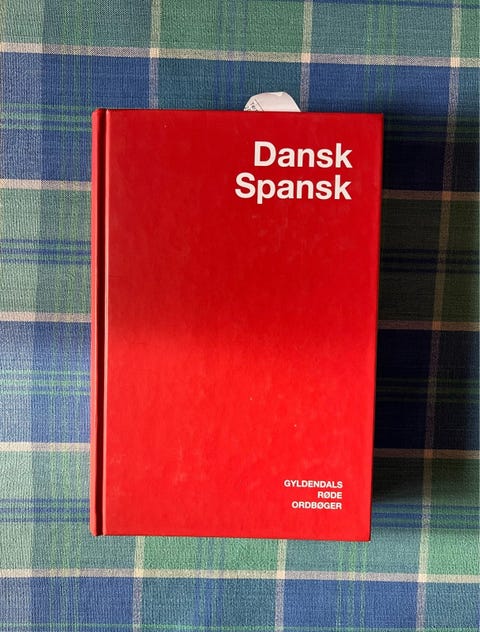 Dansk
Spansk
GYLDENDALS
RØDE
ORDBØGER